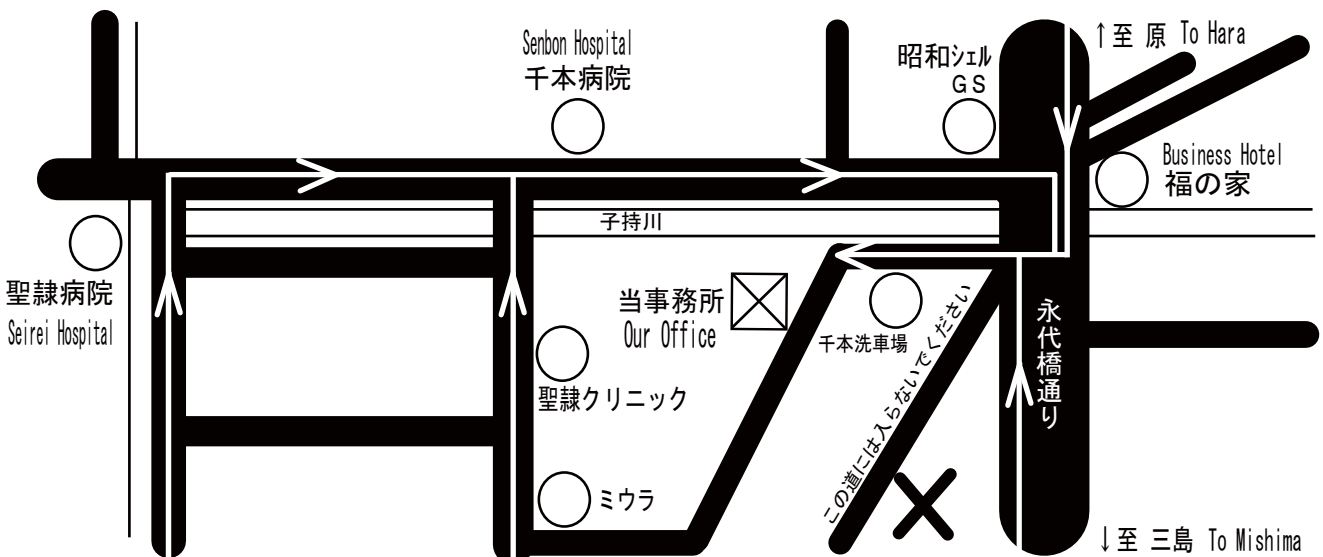 ↑至 原 To Hara
Senbon Hospital
千本病院
昭和シェル
GS
Business Hotel
福の家
子持川
聖隷病院
Seirei Hospital
当事務所
Our Office
千本洗車場
この道には入らないでください
永代橋通り
聖隷クリニック
ミウラ
↓至 三島 To Mishima